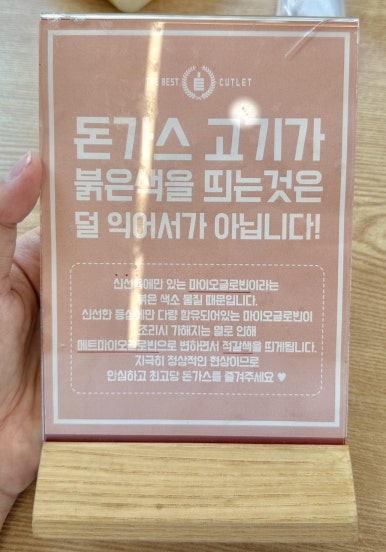 THE BEST CUTLET
돈가스 고기가
붉은색을 띄는것은
덜 익어서가 아닙니다!
신선육에만 있는 마이오글로빈이라는
붉은 색소 물질 때문입니다.
신선한 등심에만 다량 함유되어있는 마이오글로빈이
조리시 가해지는 열로 인해
메트마이오글로빈으로 변하면서 적갈색을 띄게됩니다.
지극히 정상적인 현상이므로
안심하고 최고당 돈가스를 즐겨주세요 ♥